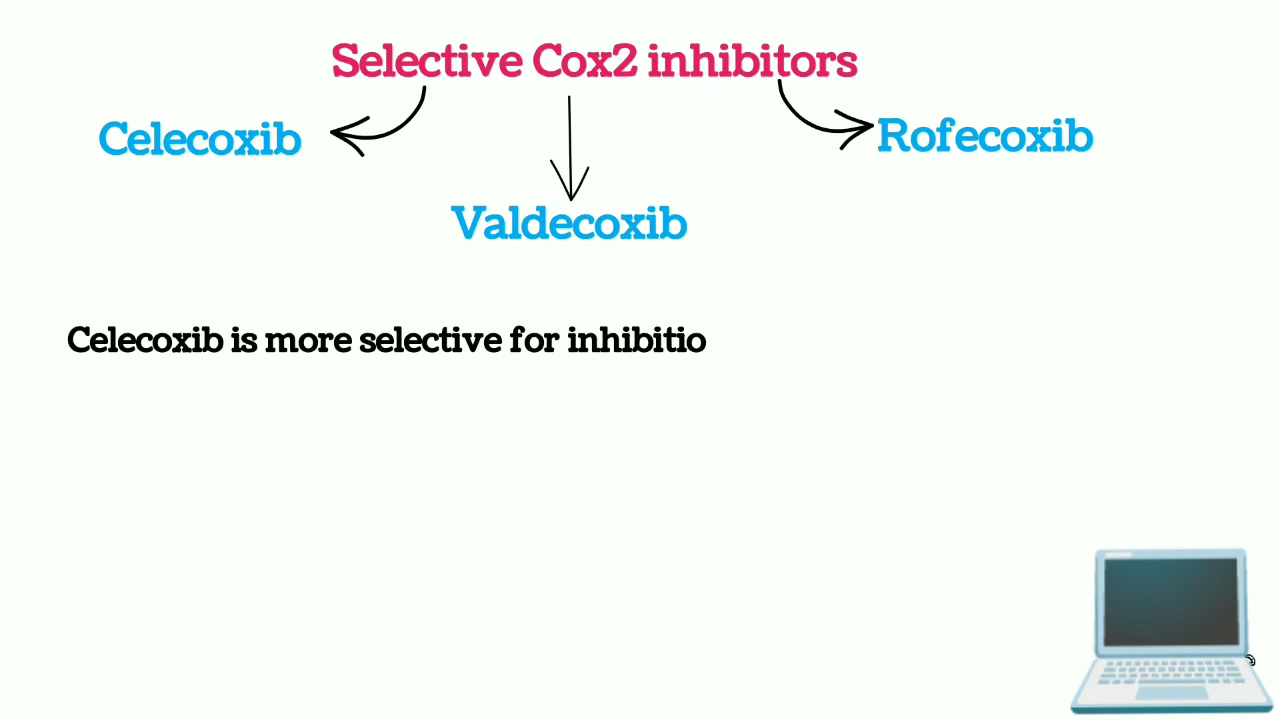 Selective Cox2 inhibitors
Celecoxib
Rofecoxib
Valdecoxib
Celecoxib is more selective for inhibitio